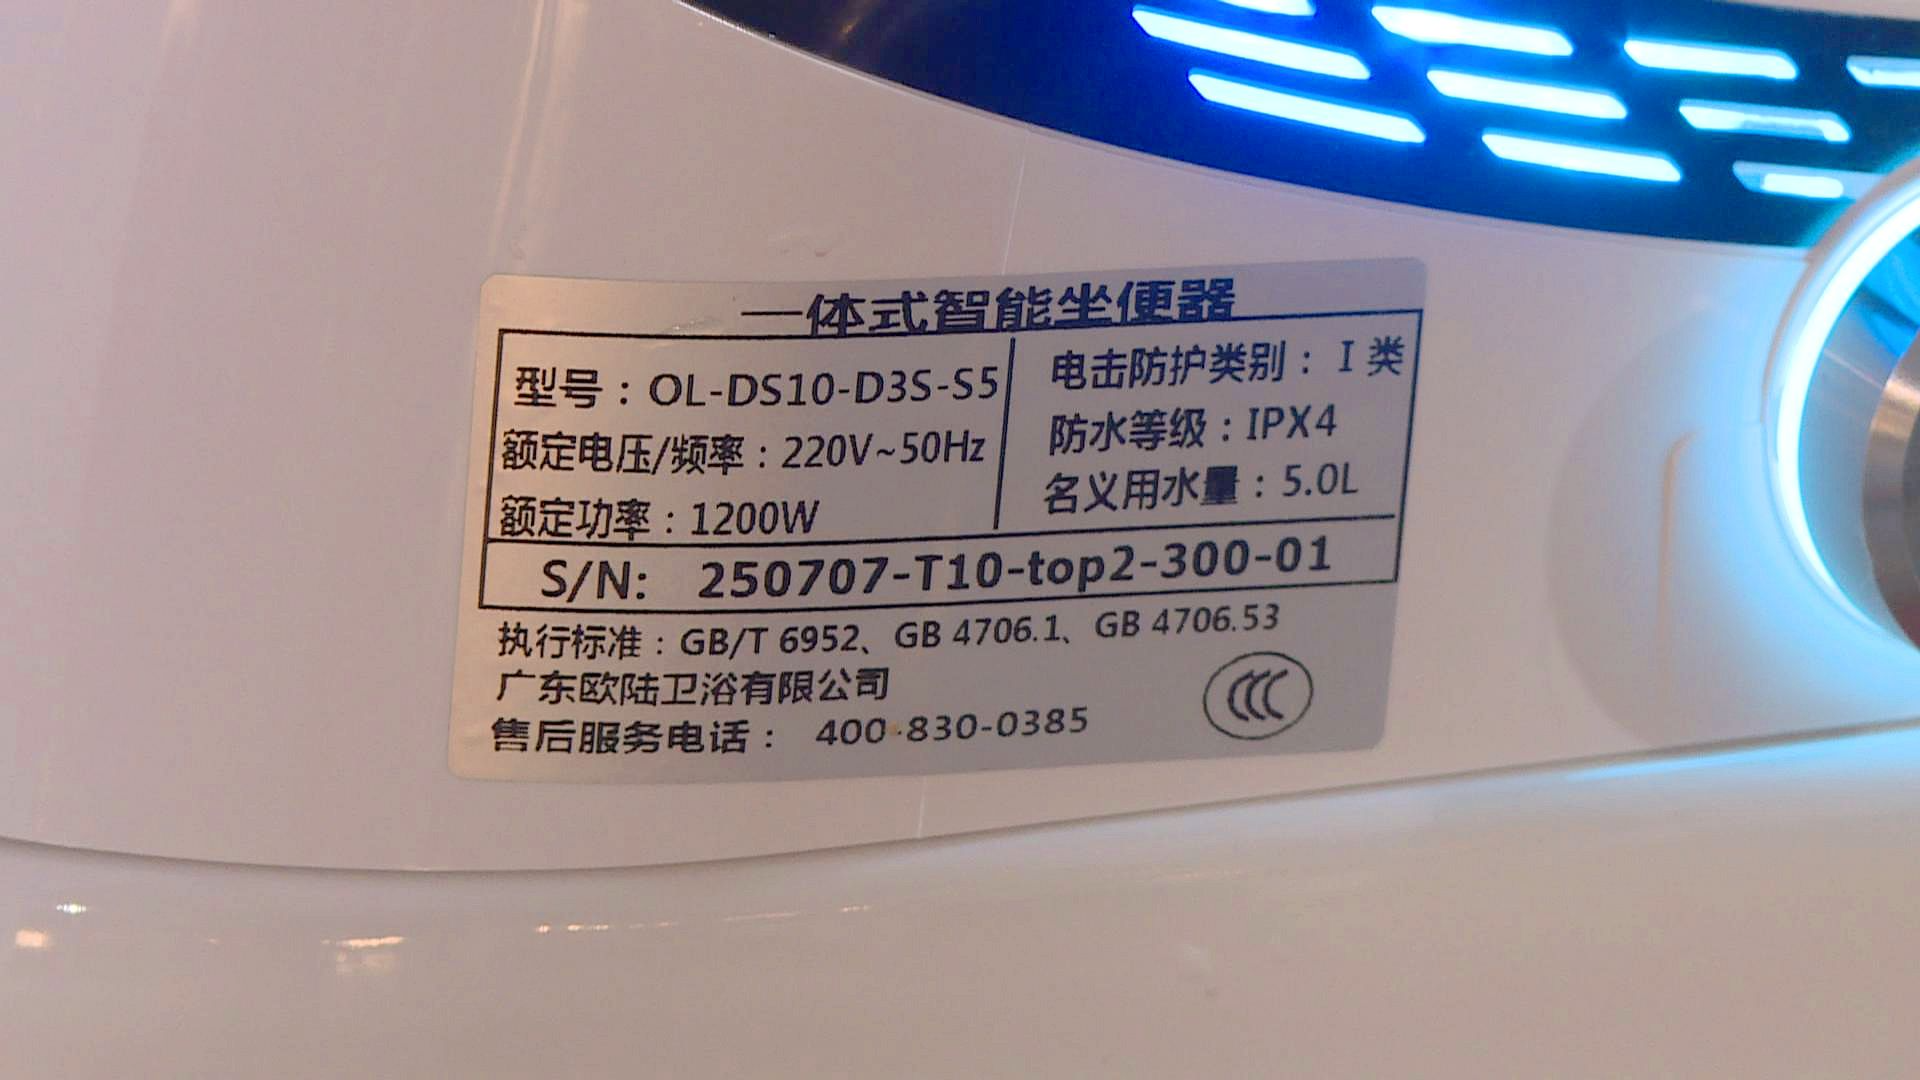 一体式智能坐便器
型号：OL-DS10-D3S-S5
额定电压/频率：220V~50Hz
额定功率：1200W
电击防护类别：I类
防水等级：IPX4
名义用水量：5.0L
S/N: 250707-T10-top2-300-01
执行标准：GB/T 6952、GB 4706.1、GB 4706.53
广东欧陆卫浴有限公司
售后服务电话： 400-830-0385
CCC